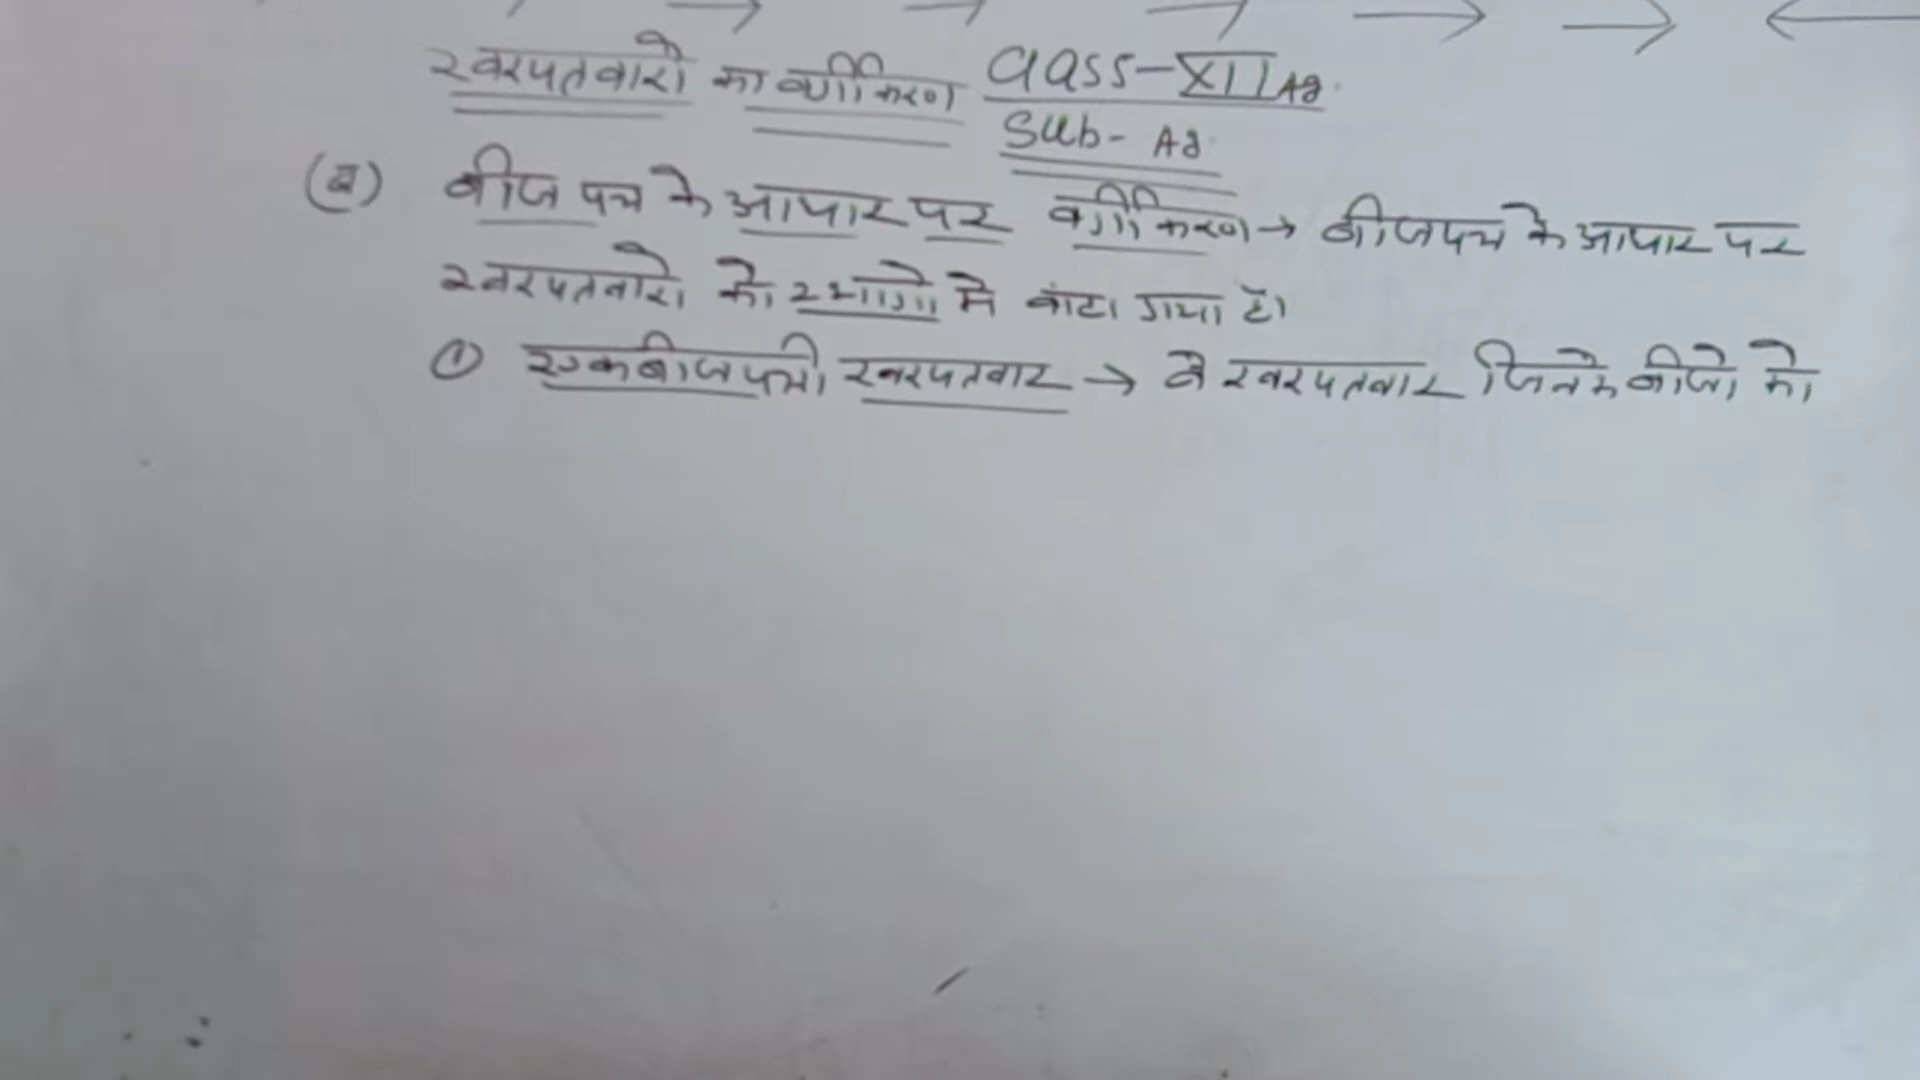 खरपतवारो का वर्गीकरण Class-XII Ag.
Sub- Ag.
(ब) बीज पत्र के आधार पर वर्गीकरण → बीजपत्र के आधार पर
खरपतवारो को 2 भागो मे बांटा गया है।
① एकबीजपत्री खरपतवार → वे खरपतवार जिनके बीजो को